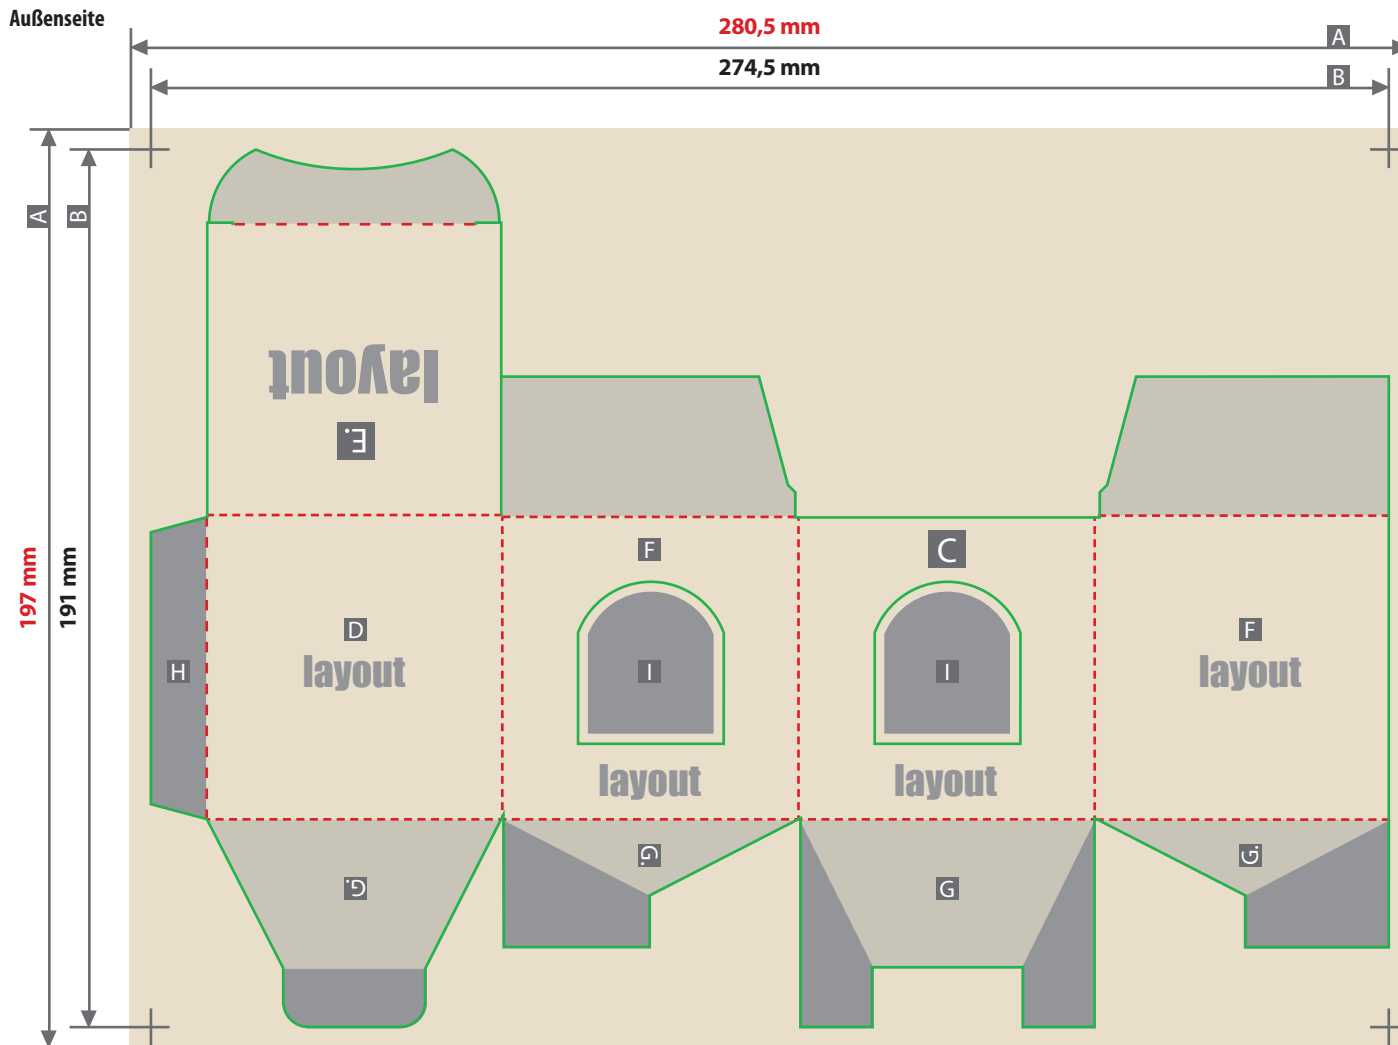 Außenseite
280,5 mm
A
274,5 mm
B
A
B
layout
E.
F
C
197 mm
191 mm
D
F
H
layout
I
I
layout
layout
layout
G.
G.
G
G.